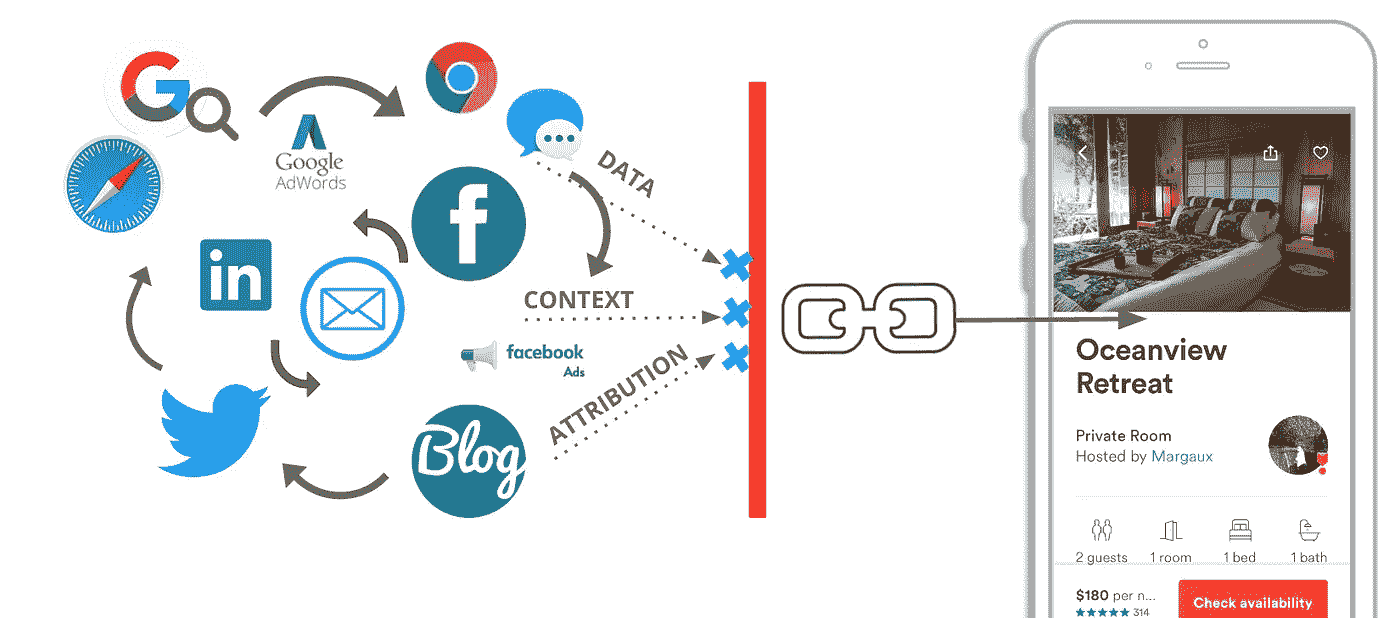 Google
AdWords
DATA
f
in
CONTEXT
facebook
Ads
ATTRIBUTION
Blog
Oceanview
Retreat
Private Room
Hosted by Margaux
2 guests 1 room 1 bed 1 bath
$180 per n...
314
Check availability